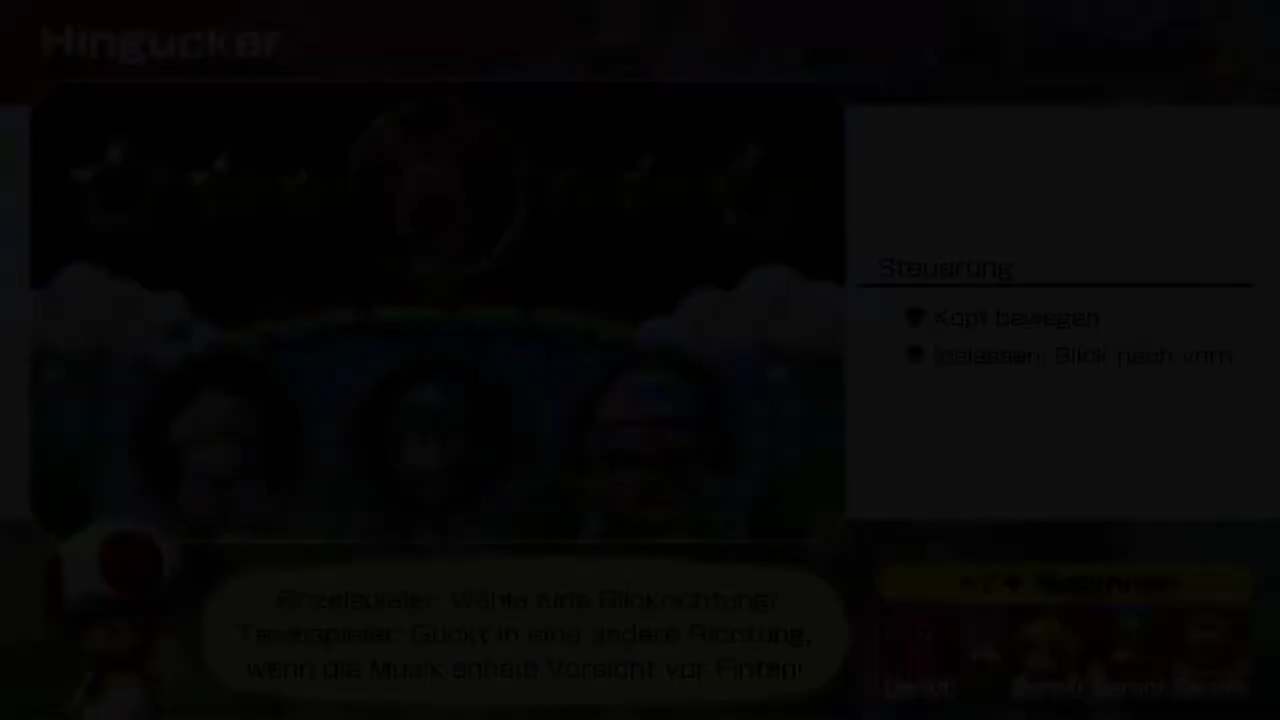 Hingucker
Steuerung
Kopf bewegen
loslassen: Blick nach vorn
Einzelspieler: Wähle eine Blickrichtung!
Teamspieler: Guckt in eine andere Richtung,
wenn die Musik anhält! Vorsicht vor Finten!